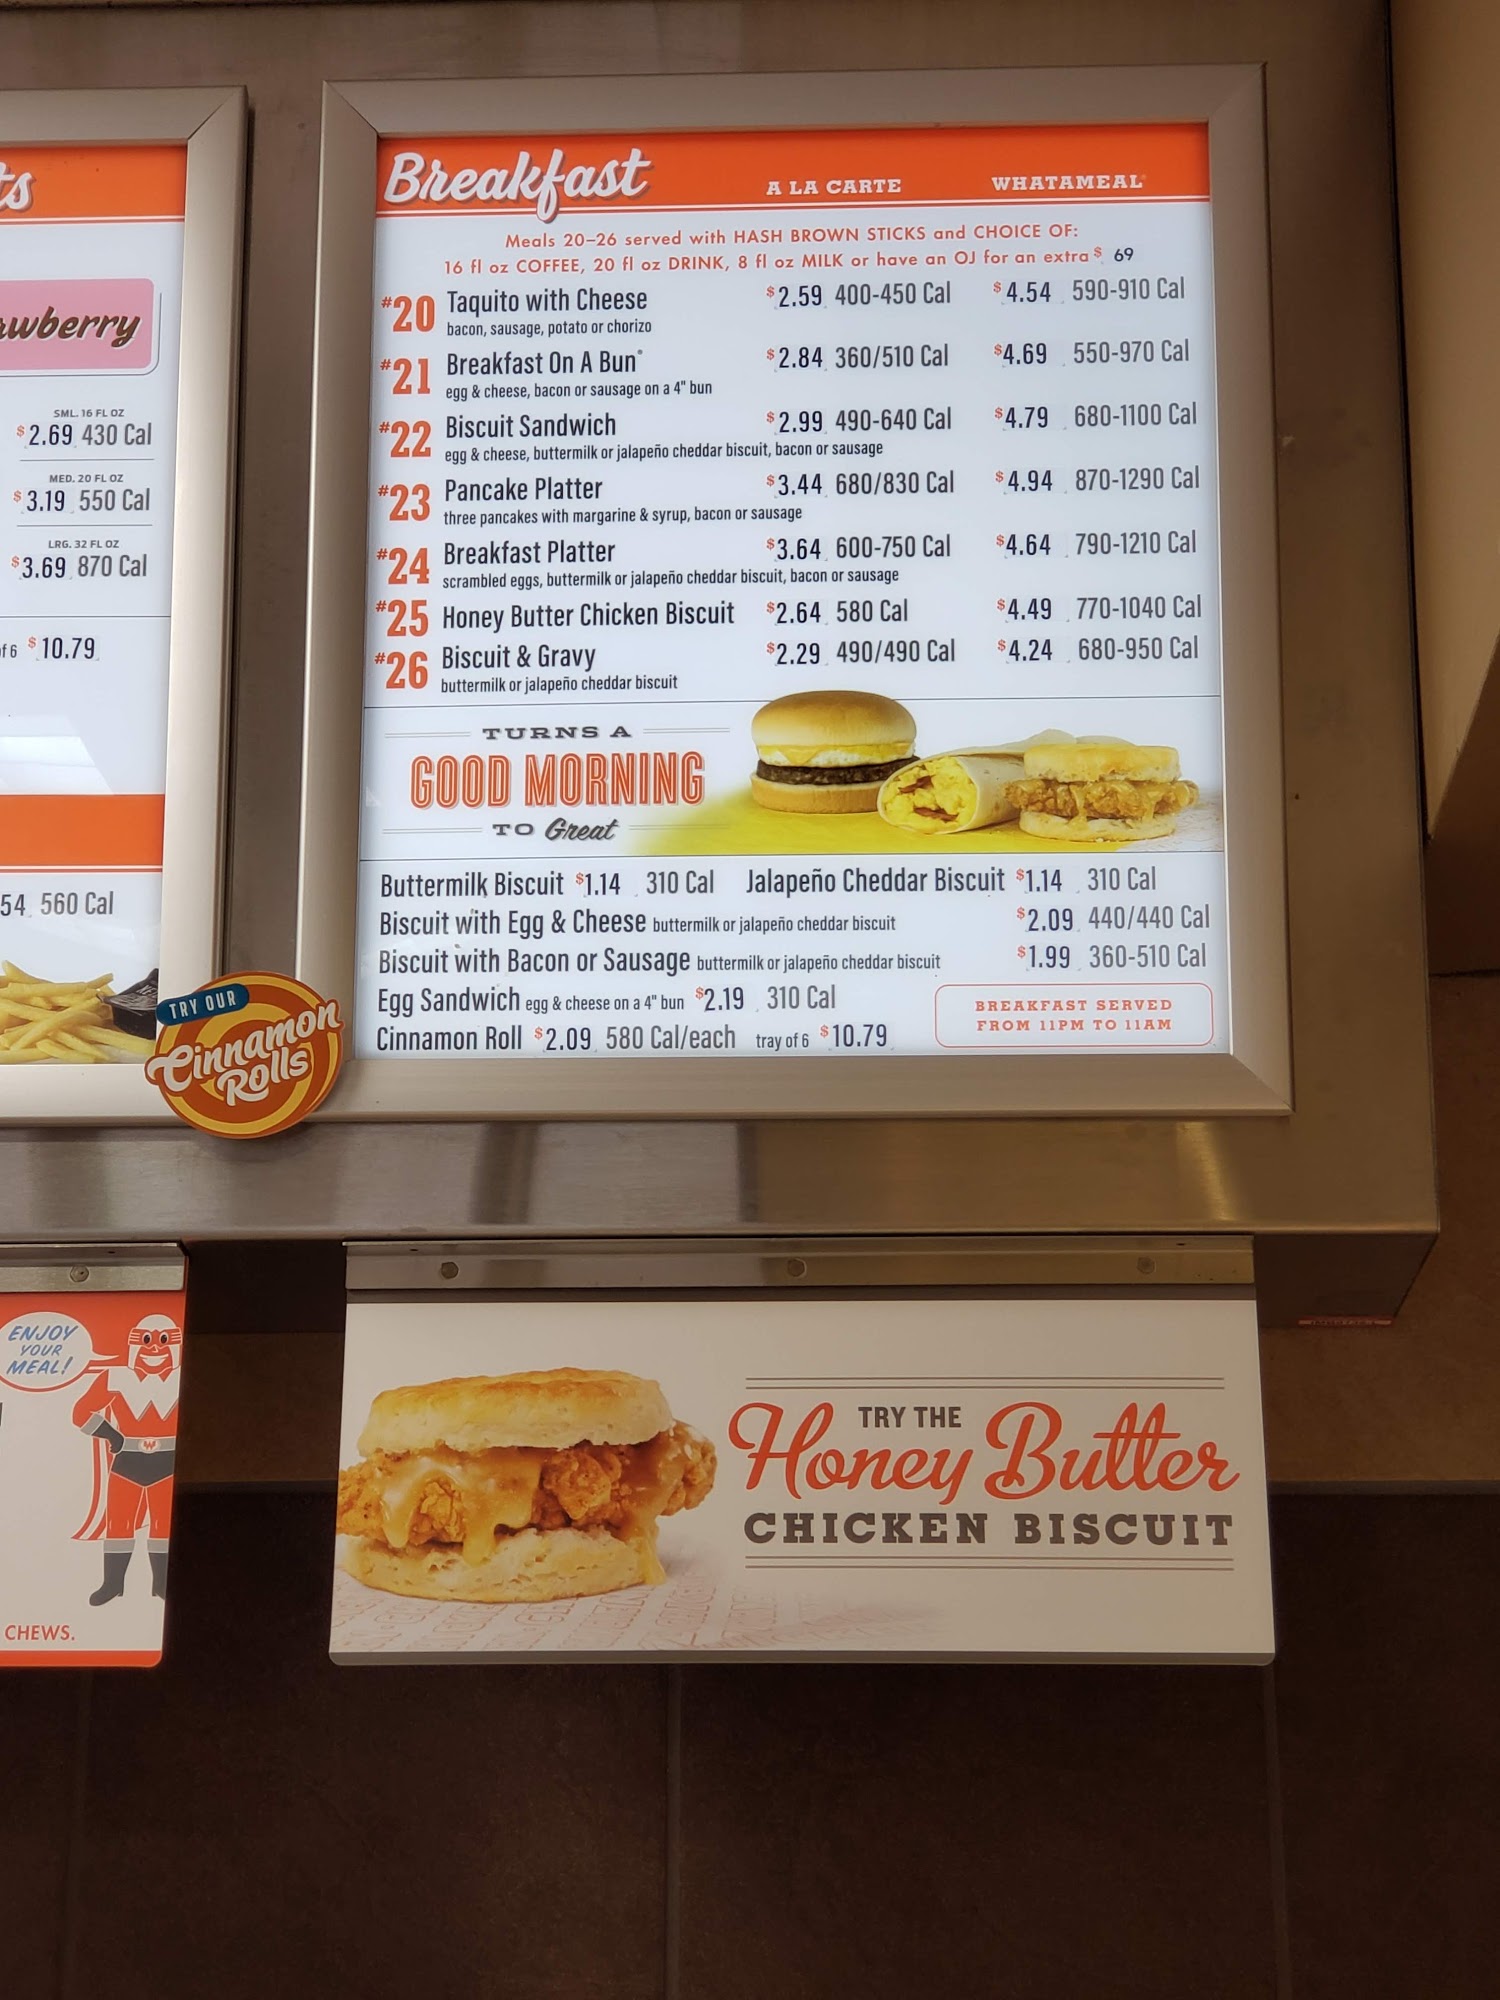 ts
awberry
SML. 16 FL OZ
$2.69 430 Cal
MED. 20 FL OZ
$3.19 550 Cal
LRG. 32 FL OZ
$3.69 870 Cal
of 6 $10.79
54 560 Cal
TRY OUR
Cinnamon
Rolls
Breakfast A LA CARTE WHATAMEAL®
Meals 20-26 served with HASH BROWN STICKS and CHOICE OF:
16 fl oz COFFEE, 20 fl oz DRINK, 8 fl oz MILK or have an OJ for an extra $ 69
#20 Taquito with Cheese $2.59 400-450 Cal $4.54 590-910 Cal
bacon, sausage, potato or chorizo
#21 Breakfast On A Bun® $2.84 360/510 Cal $4.69 550-970 Cal
egg & cheese, bacon or sausage on a 4" bun
#22 Biscuit Sandwich $2.99 490-640 Cal $4.79 680-1100 Cal
egg & cheese, buttermilk or jalapeño cheddar biscuit, bacon or sausage
#23 Pancake Platter $3.44 680/830 Cal $4.94 870-1290 Cal
three pancakes with margarine & syrup, bacon or sausage
#24 Breakfast Platter $3.64 600-750 Cal $4.64 790-1210 Cal
scrambled eggs, buttermilk or jalapeño cheddar biscuit, bacon or sausage
#25 Honey Butter Chicken Biscuit $2.64 580 Cal $4.49 770-1040 Cal
#26 Biscuit & Gravy $2.29 490/490 Cal $4.24 680-950 Cal
buttermilk or jalapeño cheddar biscuit
TURNS A
GOOD MORNING
TO Great
Buttermilk Biscuit $1.14 310 Cal Jalapeño Cheddar Biscuit $1.14 310 Cal
Biscuit with Egg & Cheese buttermilk or jalapeño cheddar biscuit $2.09 440/440 Cal
Biscuit with Bacon or Sausage buttermilk or jalapeño cheddar biscuit $1.99 360-510 Cal
Egg Sandwich egg & cheese on a 4" bun $2.19 310 Cal
Cinnamon Roll $2.09 580 Cal/each tray of 6 $10.79
BREAKFAST SERVED
FROM 11PM TO 11AM
ENJOY
YOUR
MEAL!
W
CHEWS.
TRY THE
Honey Butter
CHICKEN BISCUIT